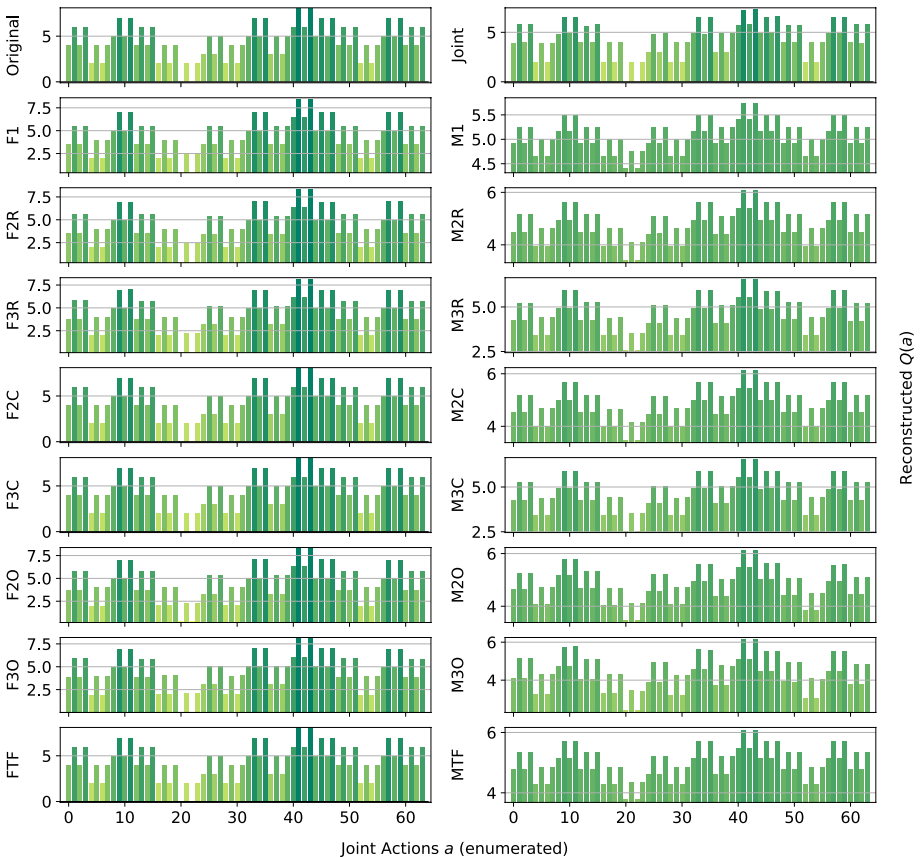 Original
5
0
Joint
5
0
F1
7.5
5.0
2.5
M1
5.5
5.0
4.5
F2R
7.5
5.0
2.5
M2R
6
4
F3R
7.5
5.0
2.5
M3R
5.0
2.5
F2C
5
0
M2C
6
4
F3C
5
0
M3C
5.0
2.5
F2O
7.5
5.0
2.5
M2O
6
4
F3O
7.5
5.0
2.5
M3O
6
4
FTF
5
0
MTF
6
4
0 10 20 30 40 50 60
0 10 20 30 40 50 60
Joint Actions a (enumerated)
Reconstructed Q(a)